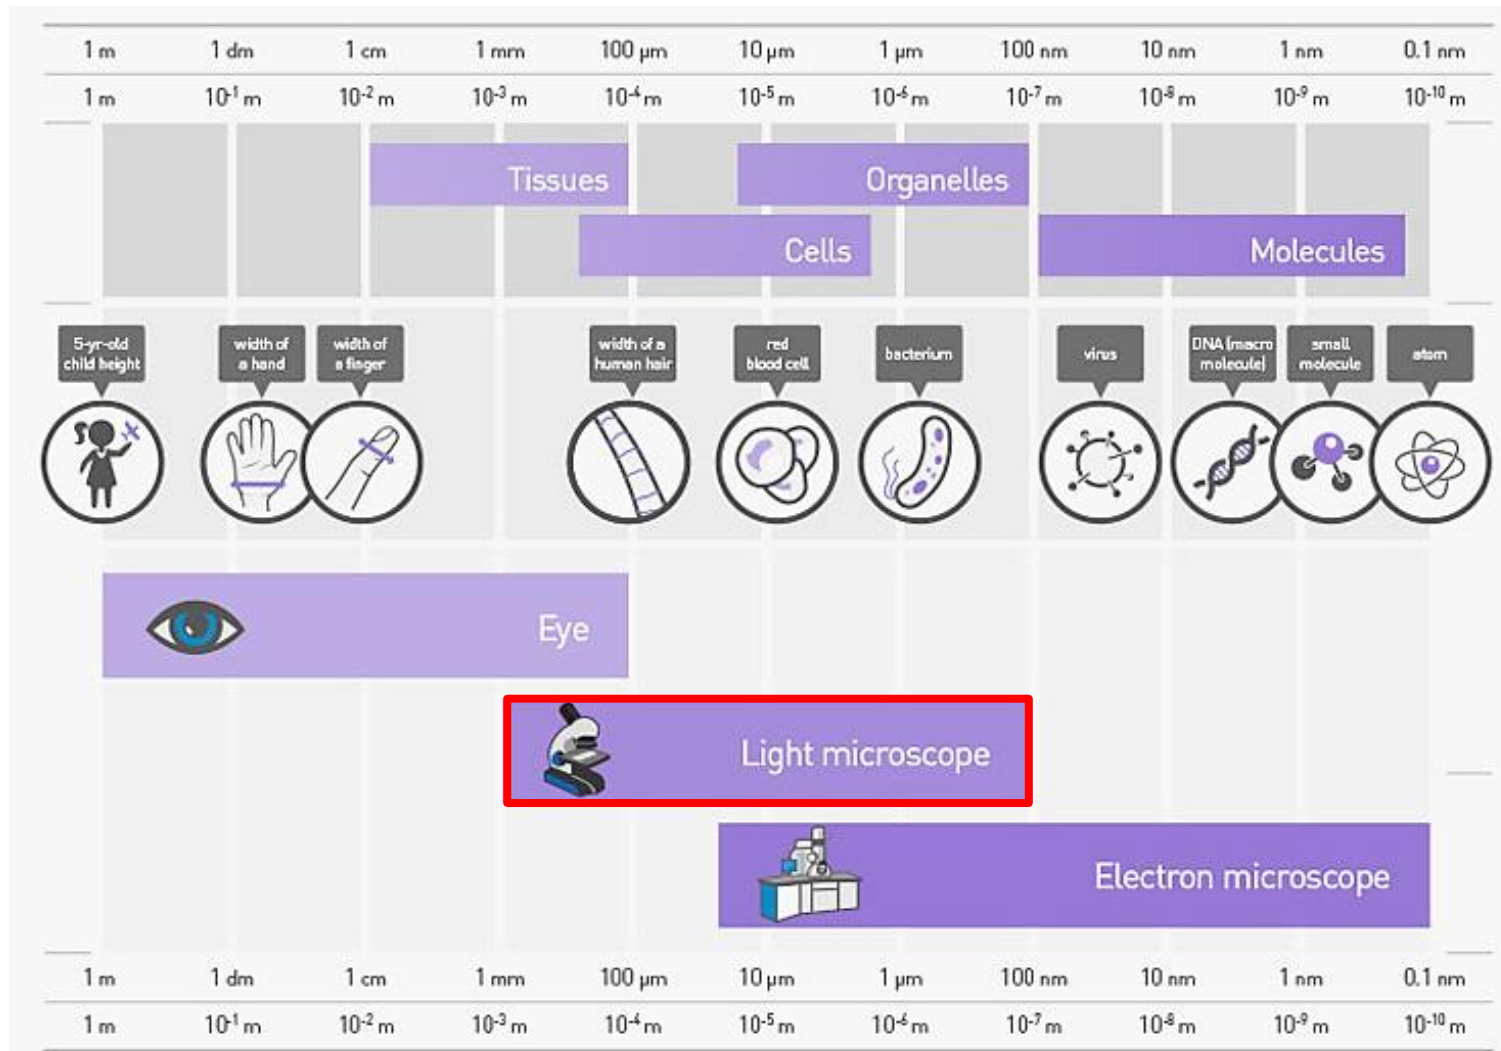 1 m 1 dm 1 cm 1 mm 100 µm 10 µm 1 µm 100 nm 10 nm 1 nm 0.1 nm
1 m 10⁻¹ m 10⁻² m 10⁻³ m 10⁻⁴ m 10⁻⁵ m 10⁻⁶ m 10⁻⁷ m 10⁻⁸ m 10⁻⁹ m 10⁻¹⁰ m
Tissues
Organelles
Cells
Molecules
5-yr-old
child height
width of
a hand
width of
a finger
width of a
human hair
red
blood cell
bacterium
virus
DNA (macro
molecule)
small
molecule
atom
Eye
Light microscope
Electron microscope
1 m 1 dm 1 cm 1 mm 100 µm 10 µm 1 µm 100 nm 10 nm 1 nm 0.1 nm
1 m 10⁻¹ m 10⁻² m 10⁻³ m 10⁻⁴ m 10⁻⁵ m 10⁻⁶ m 10⁻⁷ m 10⁻⁸ m 10⁻⁹ m 10⁻¹⁰ m